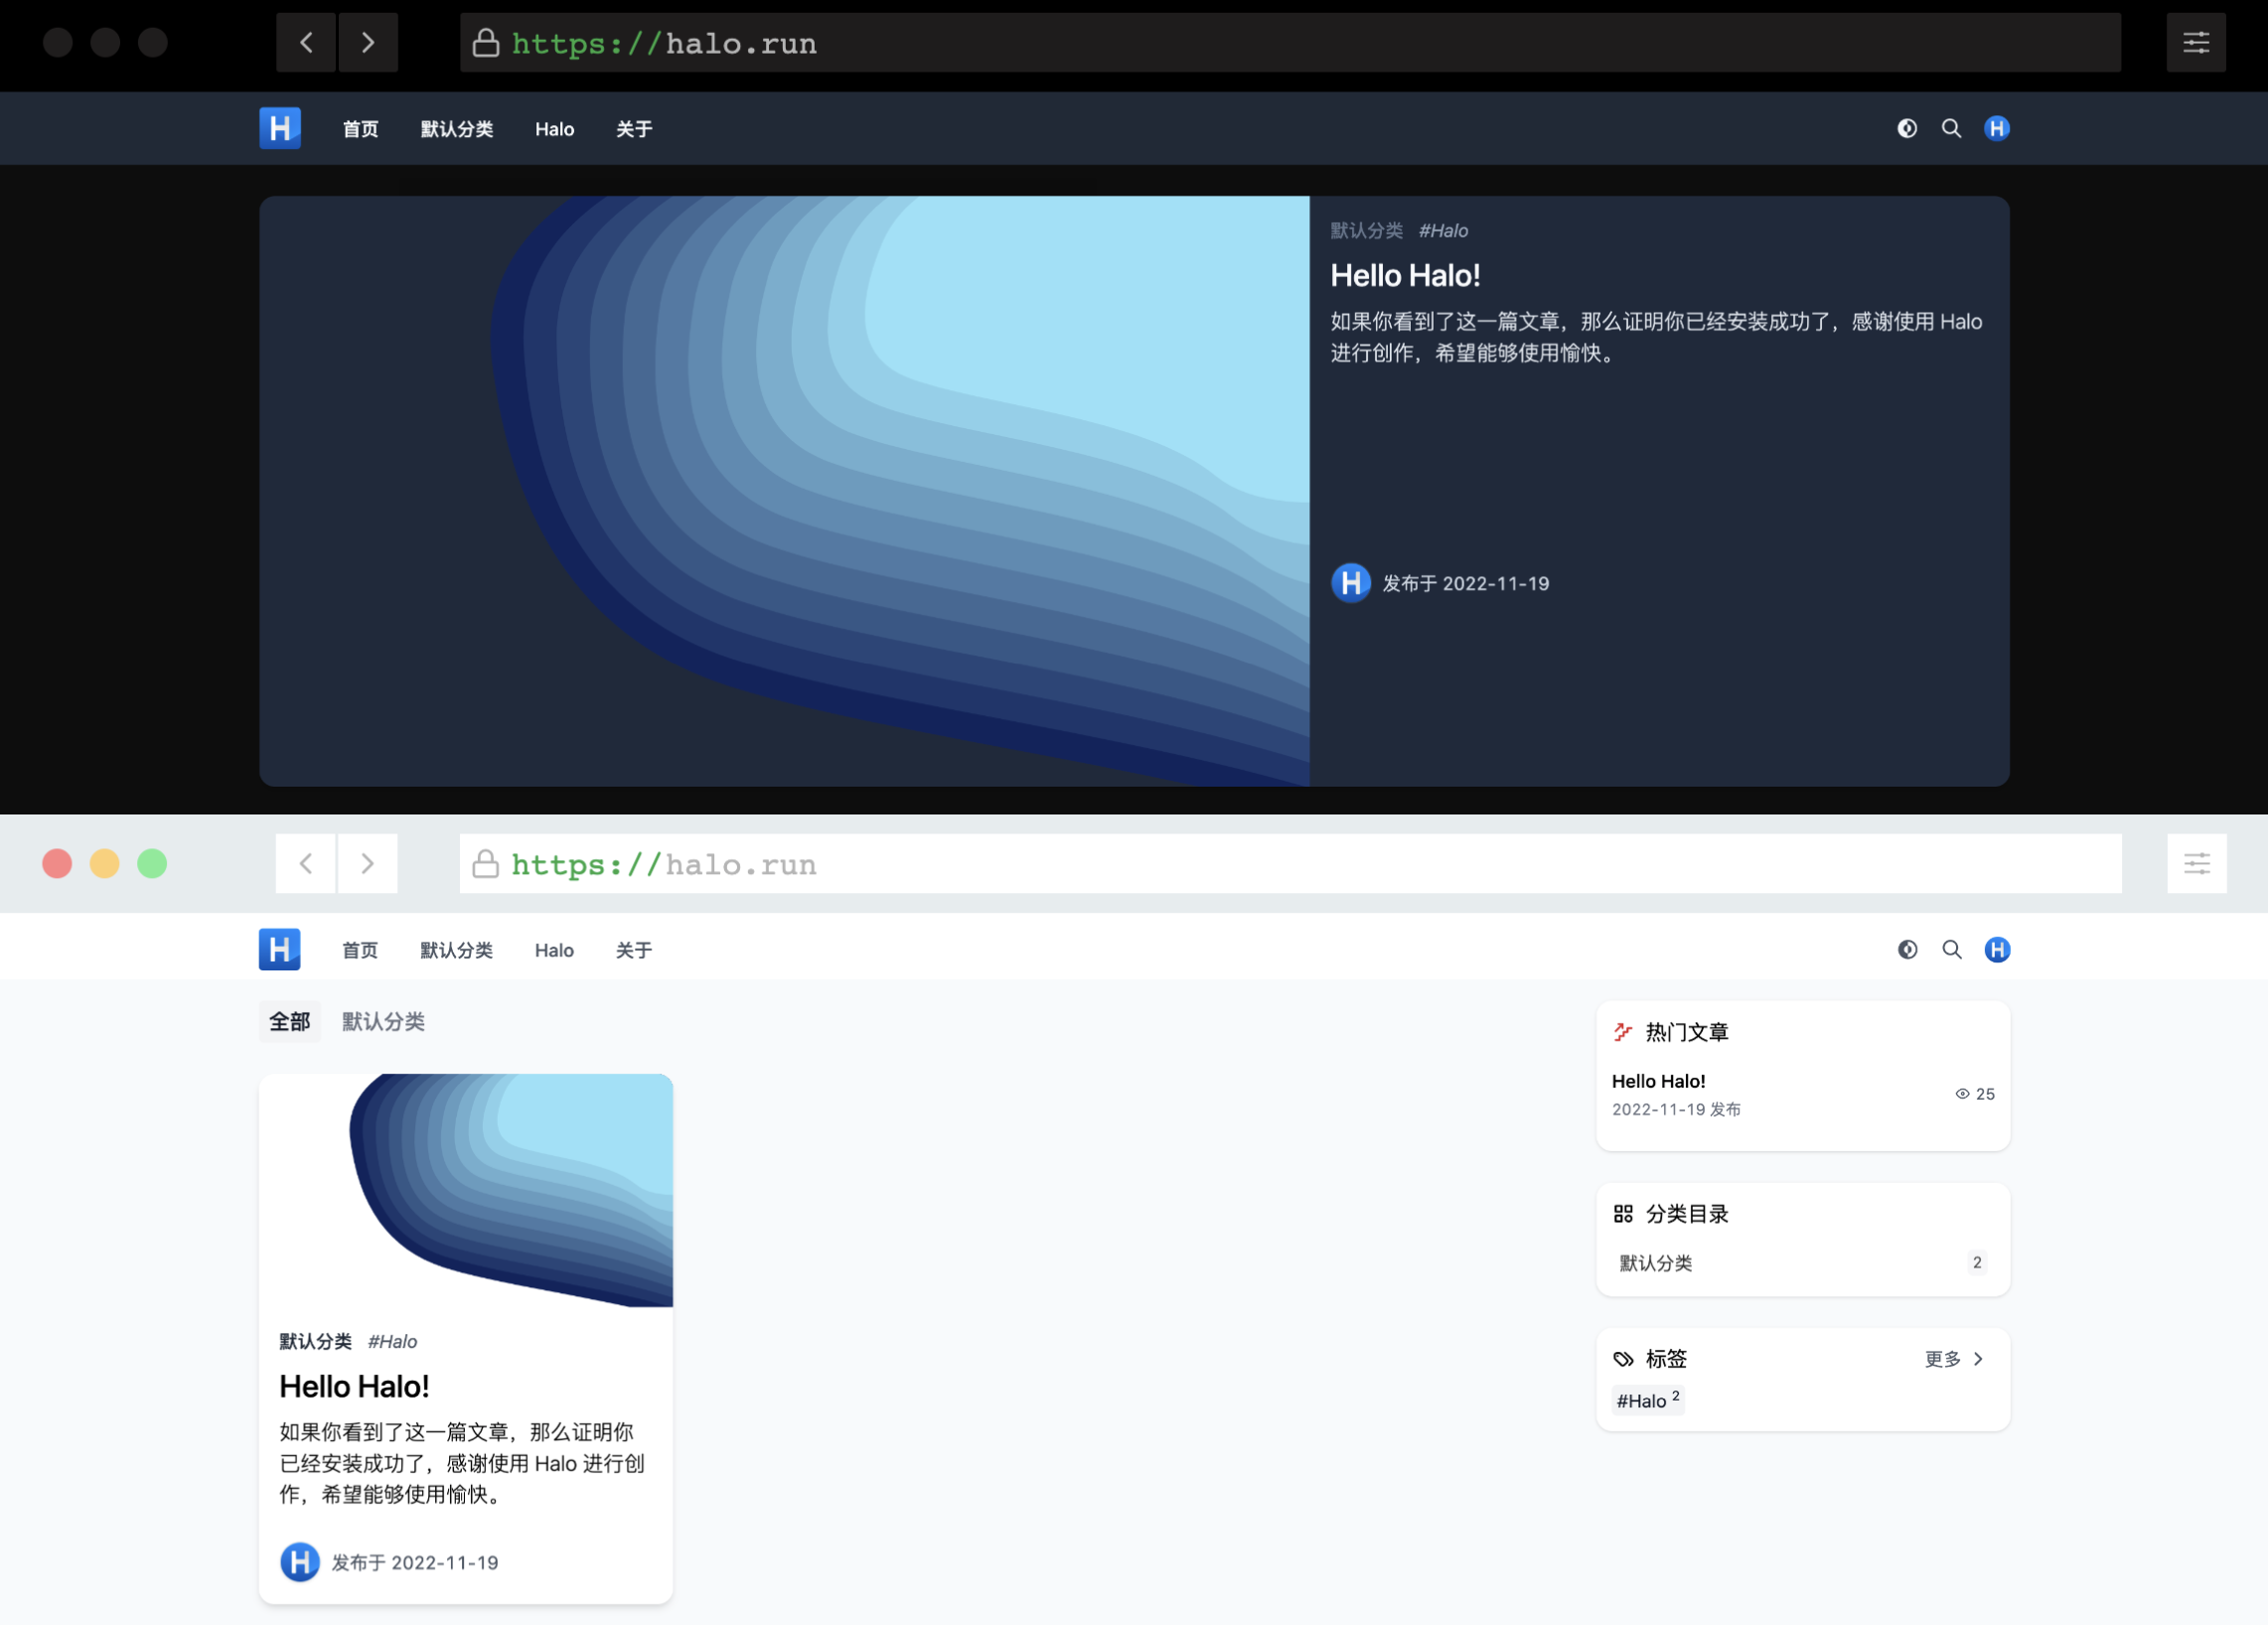 https://halo.run
H 首页 默认分类 Halo 关于 H
默认分类 #Halo
Hello Halo!
如果你看到了这一篇文章，那么证明你已经安装成功了，感谢使用 Halo
进行创作，希望能够使用愉快。
H 发布于 2022-11-19
https://halo.run
H 首页 默认分类 Halo 关于 H
全部 默认分类
默认分类 #Halo
Hello Halo!
如果你看到了这一篇文章，那么证明你
已经安装成功了，感谢使用 Halo 进行创
作，希望能够使用愉快。
H 发布于 2022-11-19
热门文章
Hello Halo!
2022-11-19 发布
25
分类目录
默认分类 2
标签 更多
#Halo 2